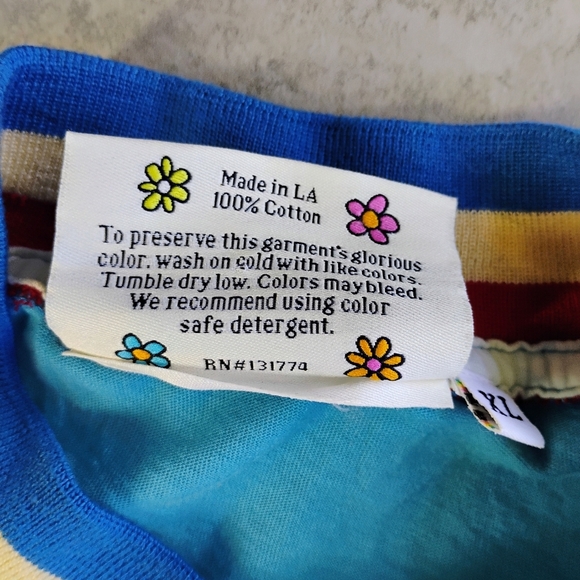 Made in LA
100% Cotton
To preserve this garment's glorious
color, wash on cold with like colors.
Tumble dry low. Colors may bleed.
We recommend using color
safe detergent.
RN#131774
XL